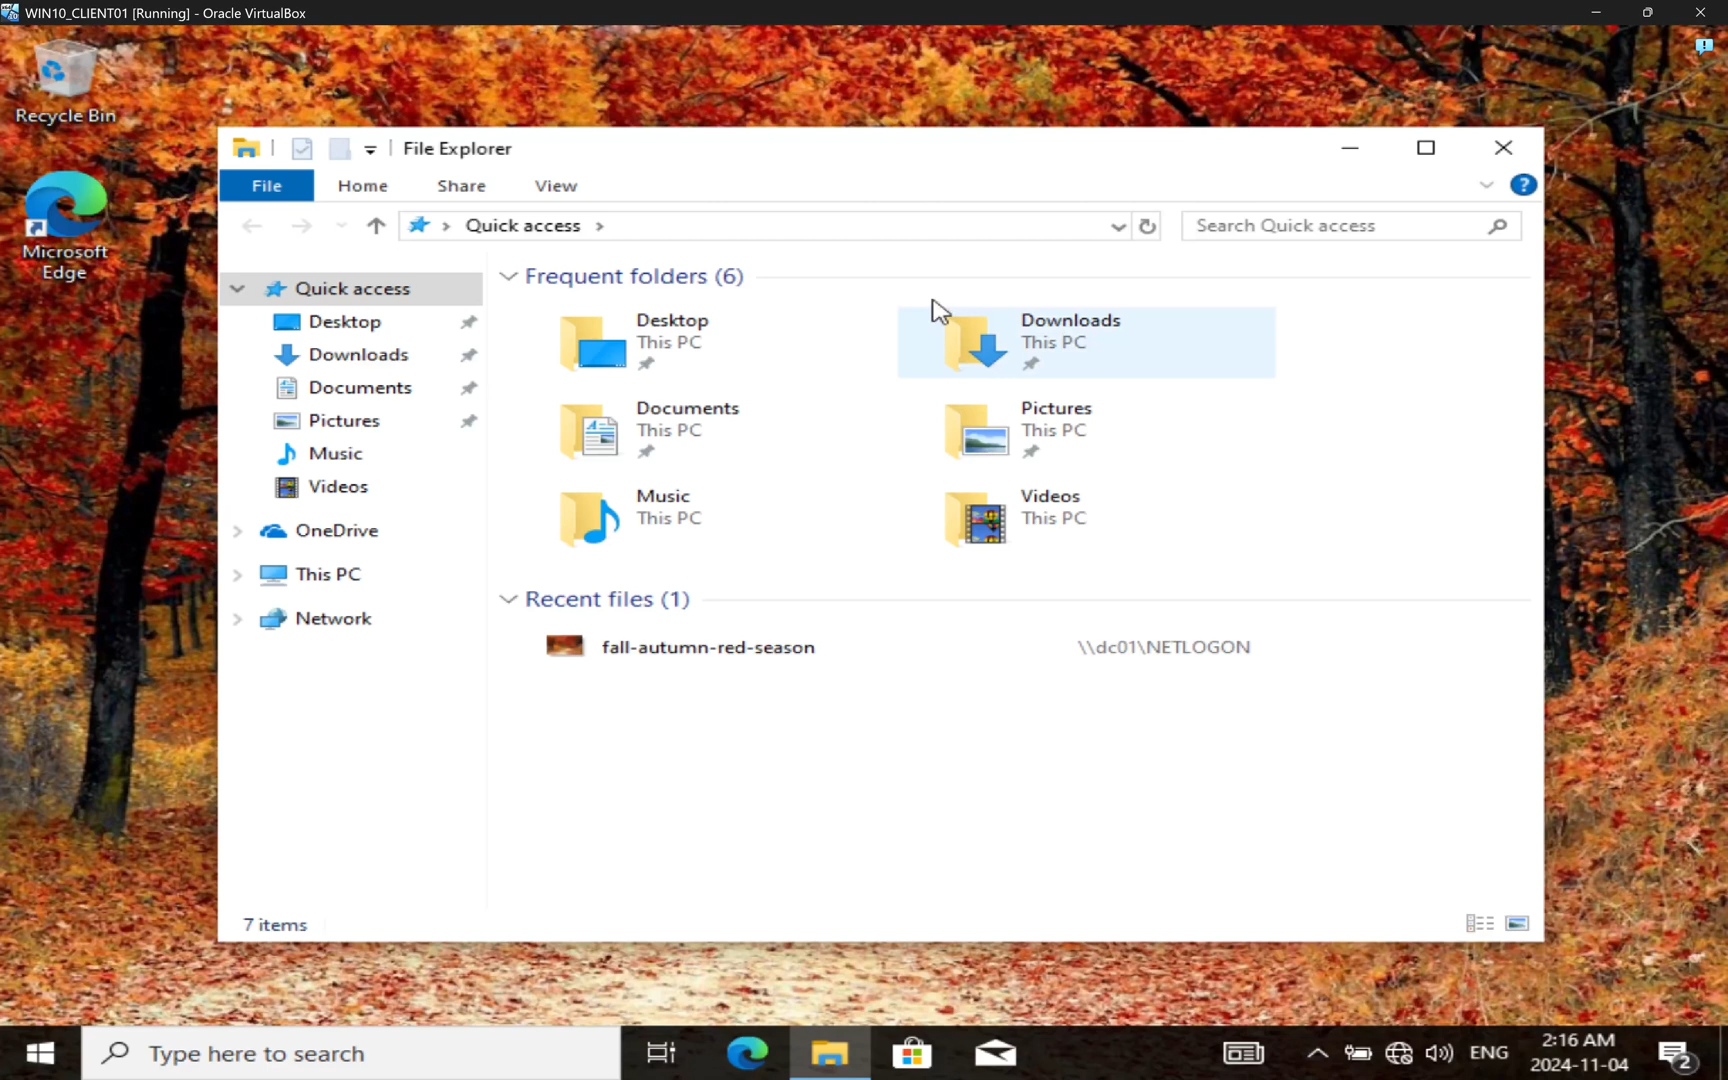 WIN10_CLIENT01 [Running] - Oracle VirtualBox
Recycle Bin
Microsoft
Edge
File Explorer
File Home Share View
?
Quick access
Search Quick access
Quick access
Desktop
Downloads
Documents
Pictures
Music
Videos
OneDrive
This PC
Network
Frequent folders (6)
Desktop
This PC
Downloads
This PC
Documents
This PC
Pictures
This PC
Music
This PC
Videos
This PC
Recent files (1)
fall-autumn-red-season \\dc01\NETLOGON
7 items
Type here to search
ENG
2:16 AM
2024-11-04
2